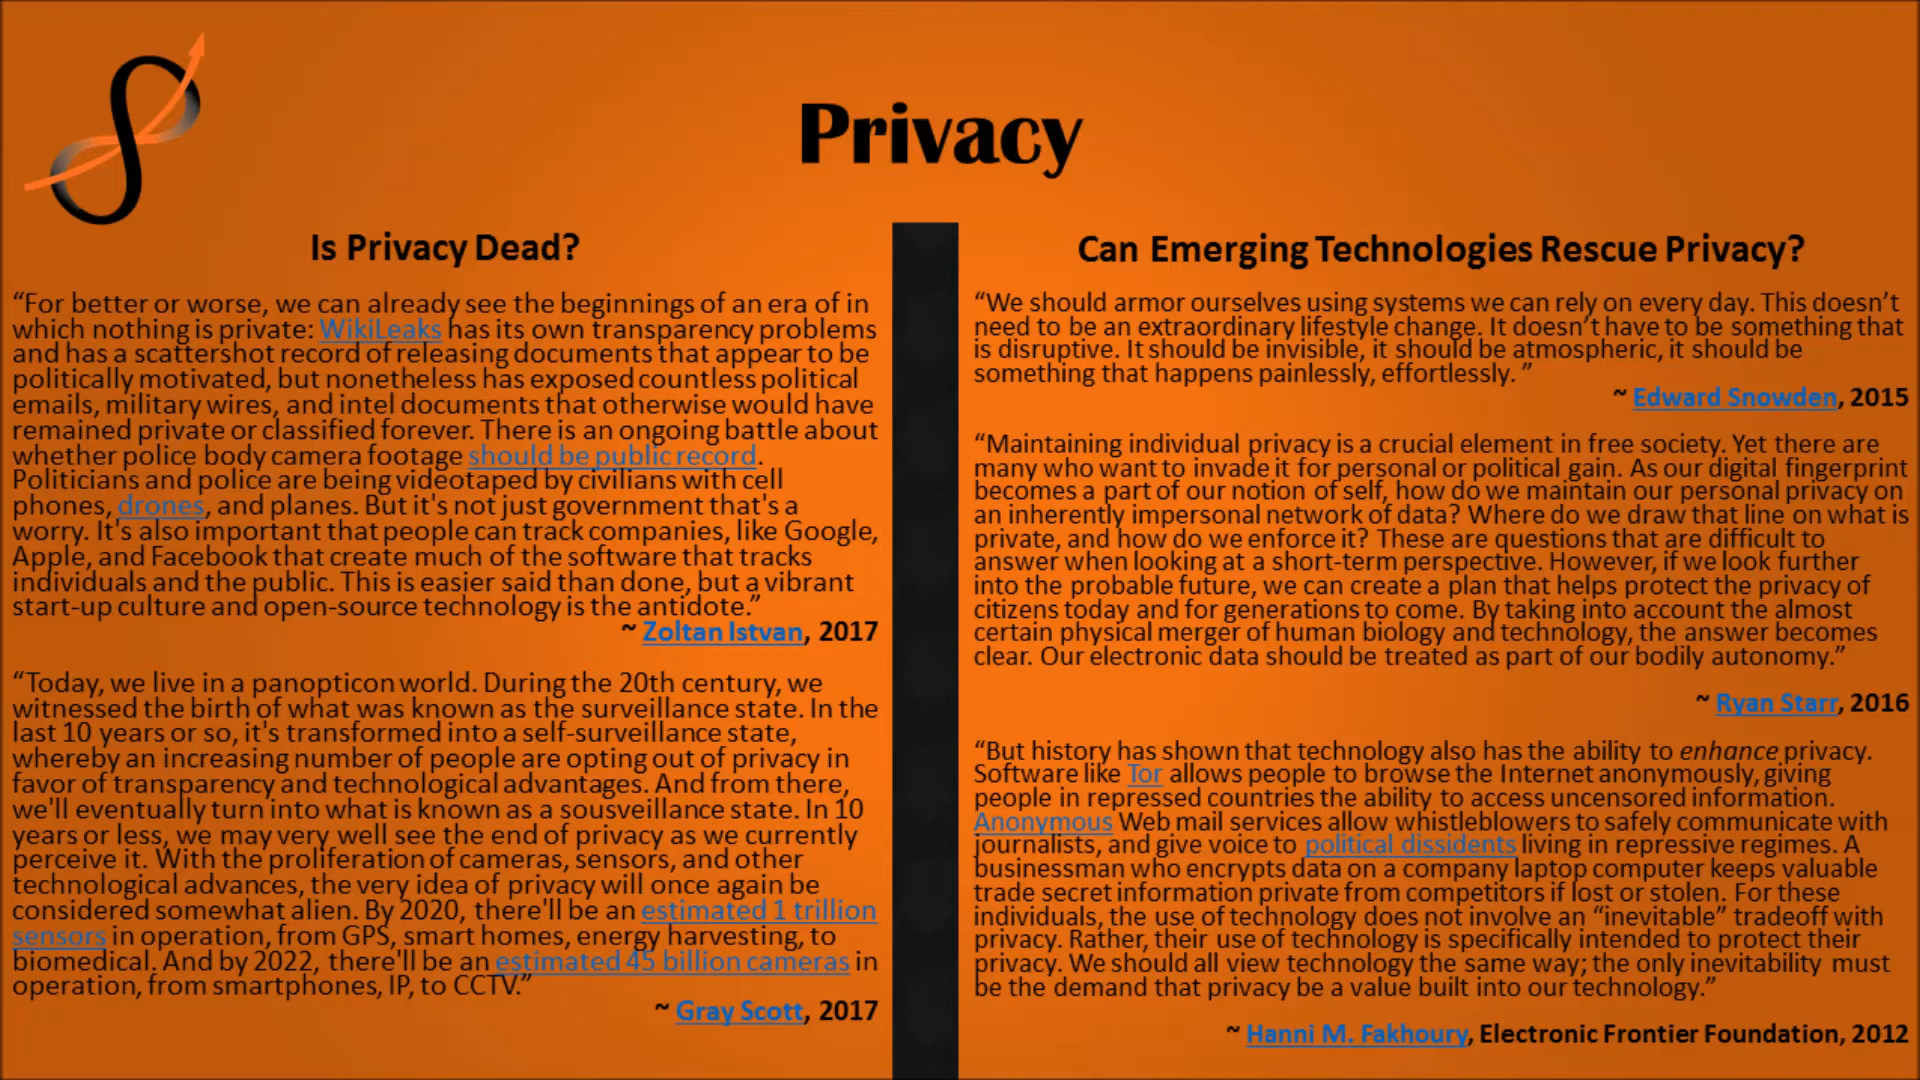 Privacy
Is Privacy Dead?
“For better or worse, we can already see the beginnings of an era of in
which nothing is private: WikiLeaks has its own transparency problems
and has a scattershot record of releasing documents that appear to be
politically motivated, but nonetheless has exposed countless political
emails, military wires, and intel documents that otherwise would have
remained private or classified forever. There is an ongoing battle about
whether police body camera footage should be public record.
Politicians and police are being videotaped by civilians with cell
phones, drones, and planes. But it's not just government that's a
worry. It's also important that people can track companies, like Google,
Apple, and Facebook that create much of the software that tracks
individuals and the public. This is easier said than done, but a vibrant
start-up culture and open-source technology is the antidote.”
~ Zoltan Istvan, 2017
“Today, we live in a panopticon world. During the 20th century, we
witnessed the birth of what was known as the surveillance state. In the
last 10 years or so, it's transformed into a self-surveillance state,
whereby an increasing number of people are opting out of privacy in
favor of transparency and technological advantages. And from there,
we'll eventually turn into what is known as a sousveillance state. In 10
years or less, we may very well see the end of privacy as we currently
perceive it. With the proliferation of cameras, sensors, and other
technological advances, the very idea of privacy will once again be
considered somewhat alien. By 2020, there'll be an estimated 1 trillion
sensors in operation, from GPS, smart homes, energy harvesting, to
biomedical. And by 2022, there'll be an estimated 45 billion cameras in
operation, from smartphones, IP, to CCTV.”
~ Gray Scott, 2017
Can Emerging Technologies Rescue Privacy?
“We should armor ourselves using systems we can rely on every day. This doesn’t
need to be an extraordinary lifestyle change. It doesn’t have to be something that
is disruptive. It should be invisible, it should be atmospheric, it should be
something that happens painlessly, effortlessly. ”
~ Edward Snowden, 2015
“Maintaining individual privacy is a crucial element in free society. Yet there are
many who want to invade it for personal or political gain. As our digital fingerprint
becomes a part of our notion of self, how do we maintain our personal privacy on
an inherently impersonal network of data? Where do we draw that line on what is
private, and how do we enforce it? These are questions that are difficult to
answer when looking at a short-term perspective. However, if we look further
into the probable future, we can create a plan that helps protect the privacy of
citizens today and for generations to come. By taking into account the almost
certain physical merger of human biology and technology, the answer becomes
clear. Our electronic data should be treated as part of our bodily autonomy.”
~ Ryan Starr, 2016
“But history has shown that technology also has the ability to enhance privacy.
Software like Tor allows people to browse the Internet anonymously, giving
people in repressed countries the ability to access uncensored information.
Anonymous Web mail services allow whistleblowers to safely communicate with
journalists, and give voice to political dissidents living in repressive regimes. A
businessman who encrypts data on a company laptop computer keeps valuable
trade secret information private from competitors if lost or stolen. For these
individuals, the use of technology does not involve an “inevitable” tradeoff with
privacy. Rather, their use of technology is specifically intended to protect their
privacy. We should all view technology the same way; the only inevitability must
be the demand that privacy be a value built into our technology.”
~ Hanni M. Fakhoury, Electronic Frontier Foundation, 2012